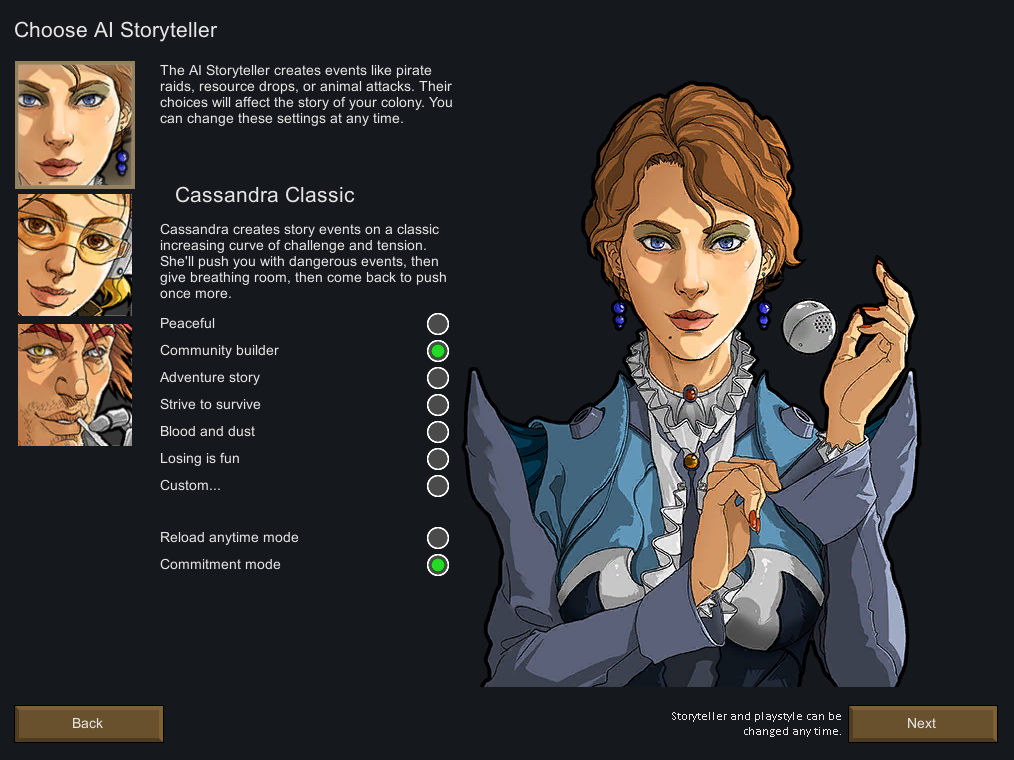 Choose AI Storyteller
The AI Storyteller creates events like pirate
raids, resource drops, or animal attacks. Their
choices will affect the story of your colony. You
can change these settings at any time.
Cassandra Classic
Cassandra creates story events on a classic
increasing curve of challenge and tension.
She'll push you with dangerous events, then
give breathing room, then come back to push
once more.
Peaceful
Community builder
Adventure story
Strive to survive
Blood and dust
Losing is fun
Custom...
Reload anytime mode
Commitment mode
Back
Storyteller and playstyle can be
changed any time.
Next